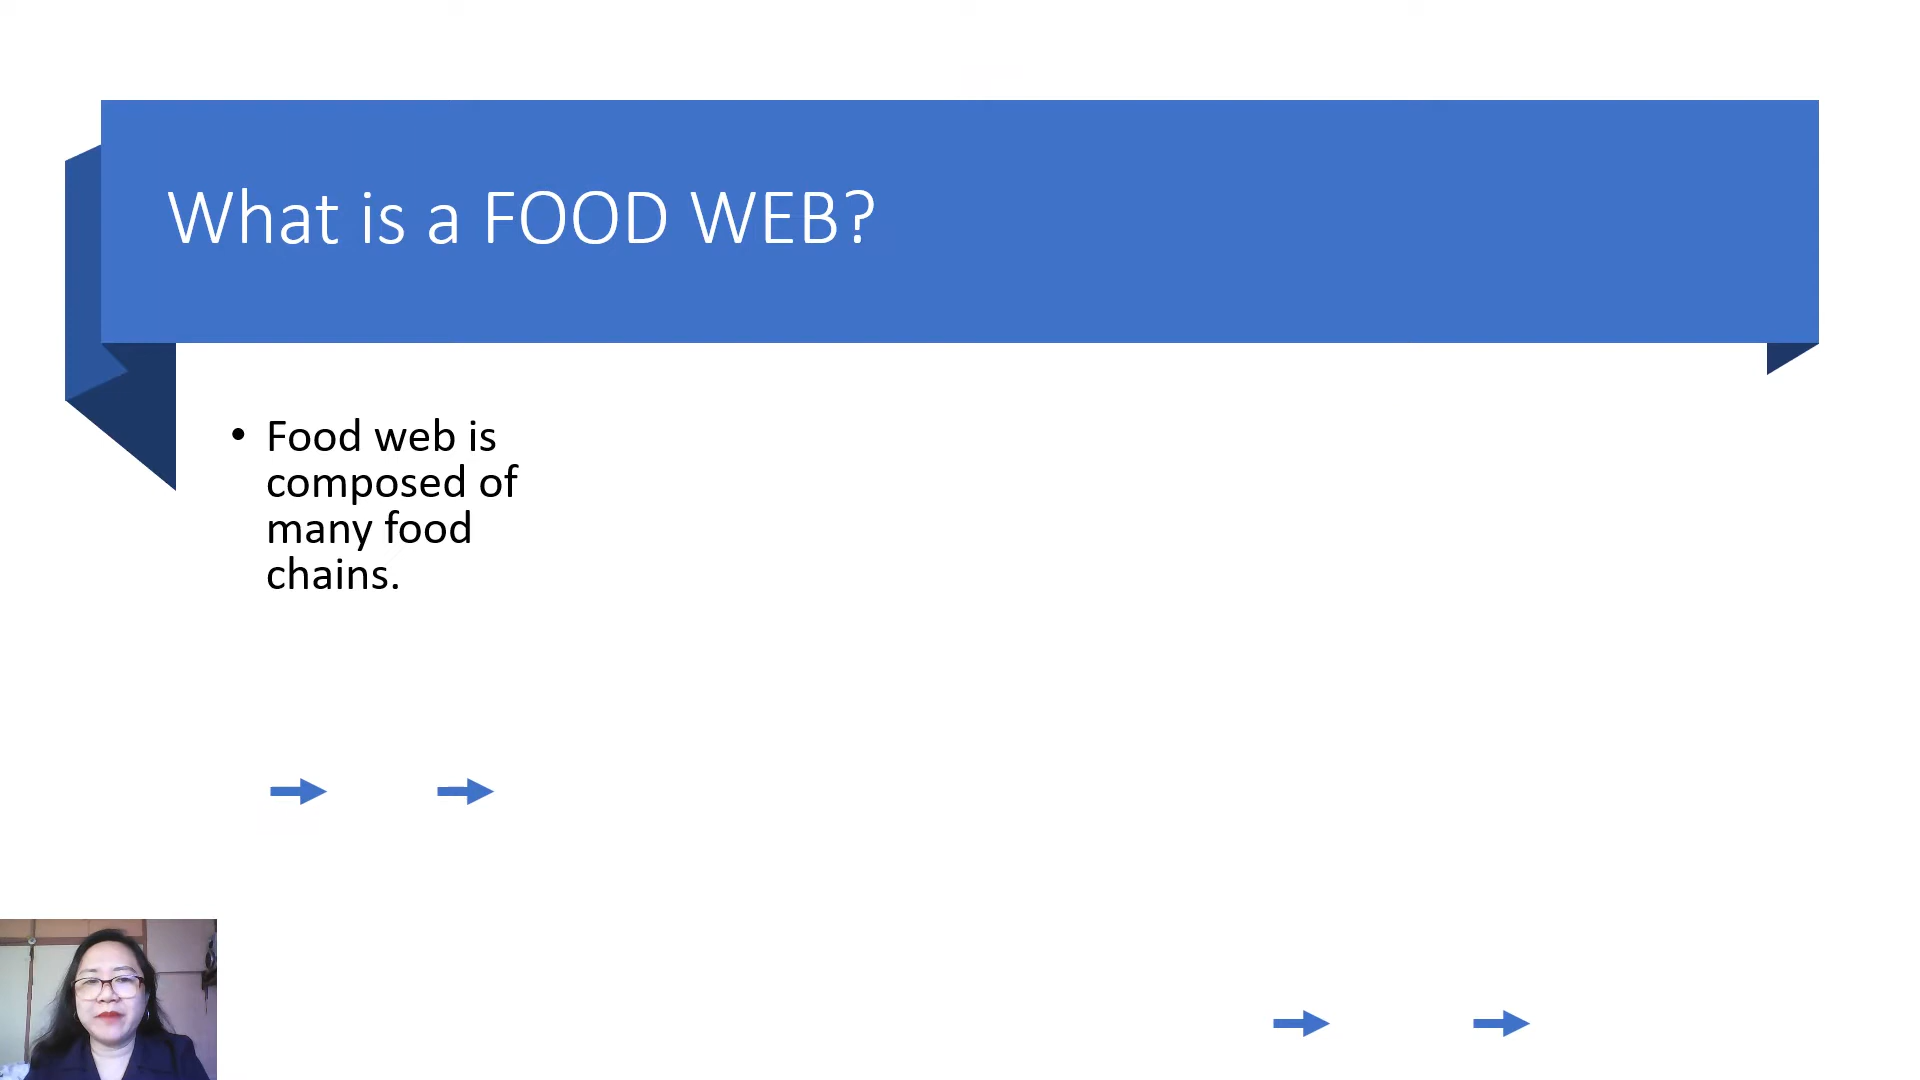 What is a FOOD WEB?
• Food web is
composed of
many food
chains.